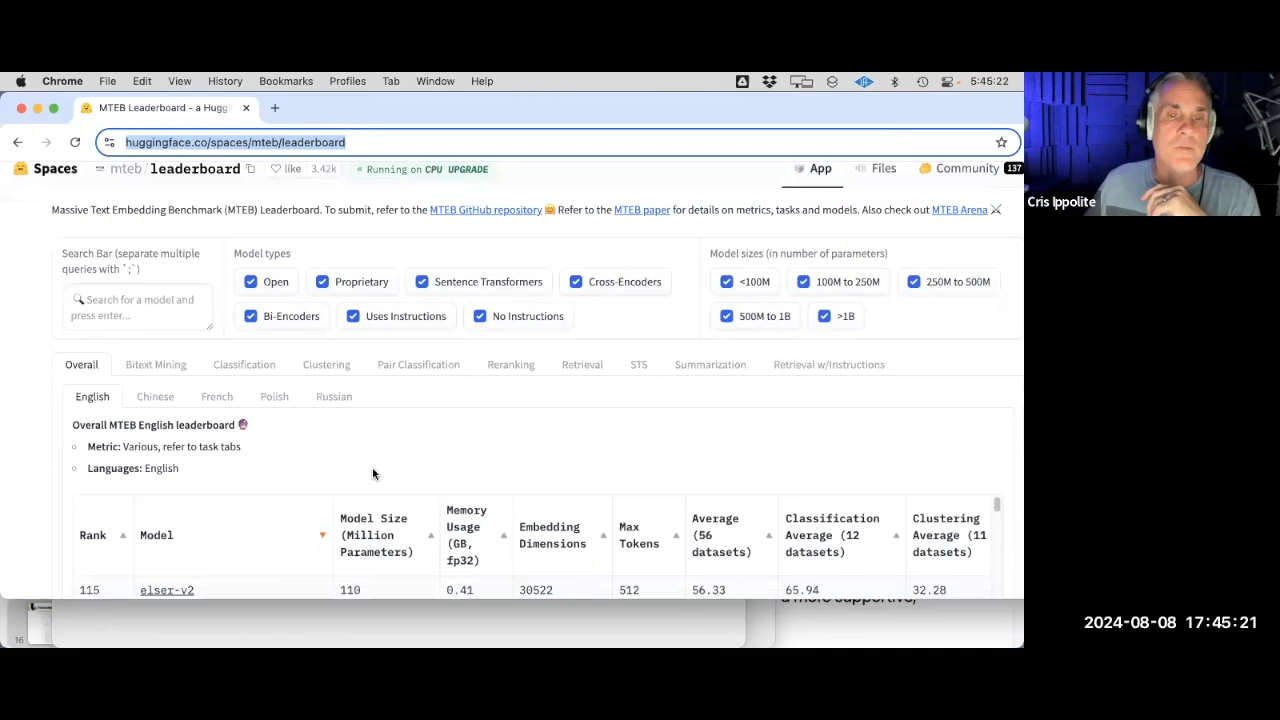 Chrome File Edit View History Bookmarks Profiles Tab Window Help 5:45:22
MTEB Leaderboard - a Huggi
huggingface.co/spaces/mteb/leaderboard
Spaces mteb/leaderboard like 3.42k Running on CPU UPGRADE App Files Community 137
Massive Text Embedding Benchmark (MTEB) Leaderboard. To submit, refer to the MTEB GitHub repository 🤗 Refer to the MTEB paper for details on metrics, tasks and models. Also check out MTEB Arena ⚔
Search Bar (separate multiple
queries with `;`)
🔍 Search for a model and
press enter...
Model types
Open Proprietary Sentence Transformers Cross-Encoders
Bi-Encoders Uses Instructions No Instructions
Model sizes (in number of parameters)
<100M 100M to 250M 250M to 500M
500M to 1B >1B
Overall Bitext Mining Classification Clustering Pair Classification Reranking Retrieval STS Summarization Retrieval w/Instructions
English Chinese French Polish Russian
Overall MTEB English leaderboard 🔮
Metric: Various, refer to task tabs
Languages: English
Rank
Model
Model Size
(Million
Parameters)
Memory
Usage
(GB,
fp32)
Embedding
Dimensions
Max
Tokens
Average
(56
datasets)
Classification
Average (12
datasets)
Clustering
Average (11
datasets)
115 elser-v2 110 0.41 30522 512 56.33 65.94 32.28
16
a more supportive,
Cris Ippolite
2024-08-08 17:45:21